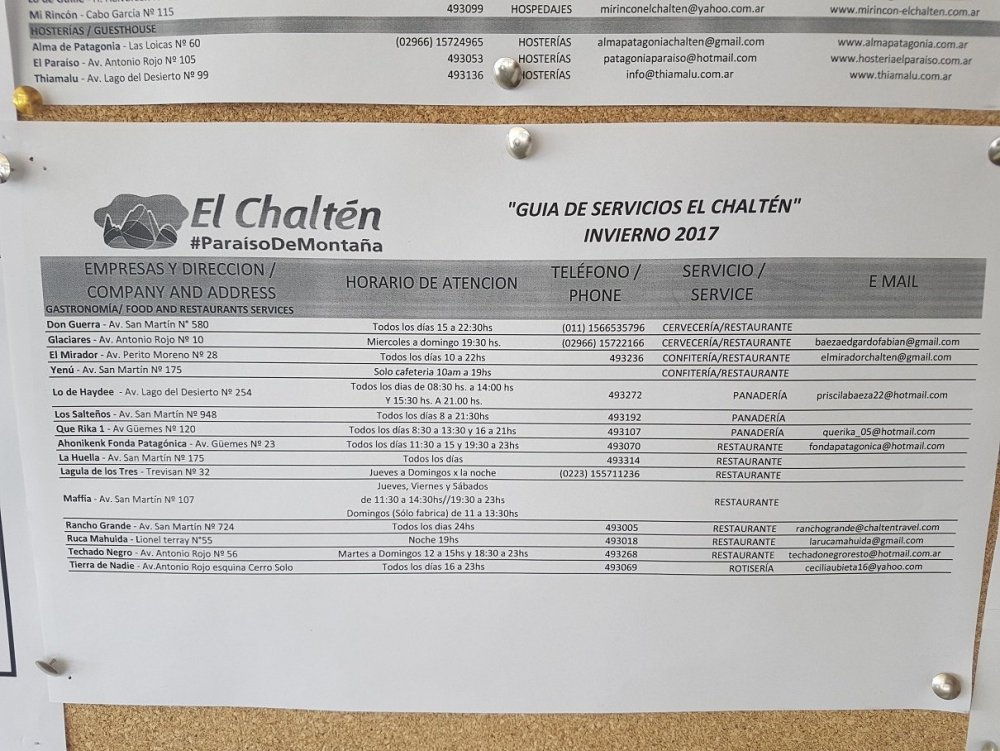 Mi Rincón - Cabo García Nº 115 493099 HOSPEDAJES mirinconelchalten@yahoo.com www.mirincon-elchalten.com.ar
HOSTERÍAS / GUESTHOUSE
Alma de Patagonia - Las Loicas Nº 60 (02966) 15724965 HOSTERÍAS almapatagoniachalten@gmail.com www.almapatagonia.com.ar
El Paraíso - Av. Antonio Rojo Nº 105 493053 HOSTERÍAS patagoniaparaiso@hotmail.com www.hosteriaelparaiso.com.ar
Thiamalu - Av. Lago del Desierto Nº 99 493136 HOSTERÍAS info@thiamalu.com.ar www.thiamalu.com.ar
El Chaltén
#ParaísoDeMontaña
"GUIA DE SERVICIOS EL CHALTÉN"
INVIERNO 2017
EMPRESAS Y DIRECCION /
COMPANY AND ADDRESS
HORARIO DE ATENCION
TELÉFONO /
PHONE
SERVICIO /
SERVICE
E MAIL
GASTRONOMÍA/ FOOD AND RESTAURANTS SERVICES
Don Guerra - Av. San Martín N° 580 Todos los días 15 a 22:30hs (011) 1566535796 CERVECERÍA/RESTAURANTE
Glaciares - Av. Antonio Rojo Nº 10 Miercoles a domingo 19:30 hs. (02966) 15722166 CERVECERÍA/RESTAURANTE baezaedgardofabian@gmail.com
El Mirador - Av. Perito Moreno Nº 28 Todos los días 10 a 22hs 493236 CONFITERÍA/RESTAURANTE elmiradorchalten@gmail.com
Yenú - Av. San Martín Nº 175 Solo cafeteria 10am a 19hs CONFITERÍA/RESTAURANTE
Lo de Haydee - Av. Lago del Desierto Nº 254 Todos los dias de 08:30 hs. a 14:00 hs
Y 15:30 hs. A 21.00 hs. 493272 PANADERÍA priscilabaeza22@hotmail.com
Los Salteños - Av. San Martín Nº 948 Todos los días 8 a 21:30hs 493192 PANADERÍA
Que Rika 1 - Av Güemes Nº 120 Todos los días 8:30 a 13:30 y 16 a 21hs 493107 PANADERÍA querika_05@hotmail.com
Ahonikenk Fonda Patagónica - Av. Güemes Nº 23 Todos los días 11:30 a 15 y 19:30 a 23hs 493070 RESTAURANTE fondapatagonica@hotmail.com
La Huella - Av. San Martín Nº 175 Todos los días 493314 RESTAURANTE
Lagula de los Tres - Trevisan Nº 32 Jueves a Domingos x la noche (0223) 155711236 RESTAURANTE
Jueves, Viernes y Sábados
Maffia - Av. San Martín Nº 107 de 11:30 a 14:30hs//19:30 a 23hs RESTAURANTE
Domingos (Sólo fabrica) de 11 a 13:30hs
Rancho Grande - Av. San Martín Nº 724 Todos los dias 24hs 493005 RESTAURANTE ranchogrande@chaltentravel.com
Ruca Mahuida - Lionel terray N°55 Noche 19hs 493018 RESTAURANTE larucamahuida@gmail.com
Techado Negro - Av. Antonio Rojo Nº 56 Martes a Domingos 12 a 15hs y 18:30 a 23hs 493268 RESTAURANTE techadonegroresto@hotmail.com.ar
Tierra de Nadie - Av.Antonio Rojo esquina Cerro Solo Todos los días 16 a 23hs 493069 ROTISERÍA ceciliaubieta16@yahoo.com